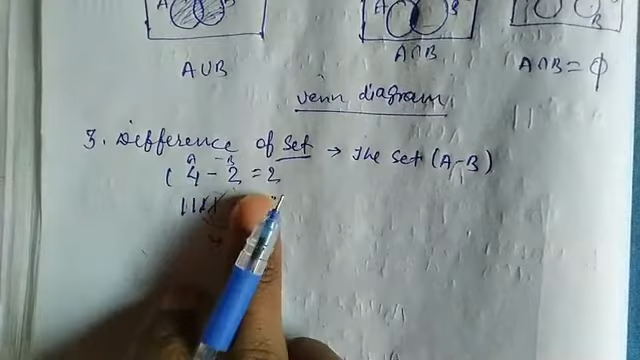 A B A B B
A∪B A∩B A∩B = ϕ
Venn diagram
3. Difference of Set → The Set (A-B)
A - B
( 4 - 2 = 2